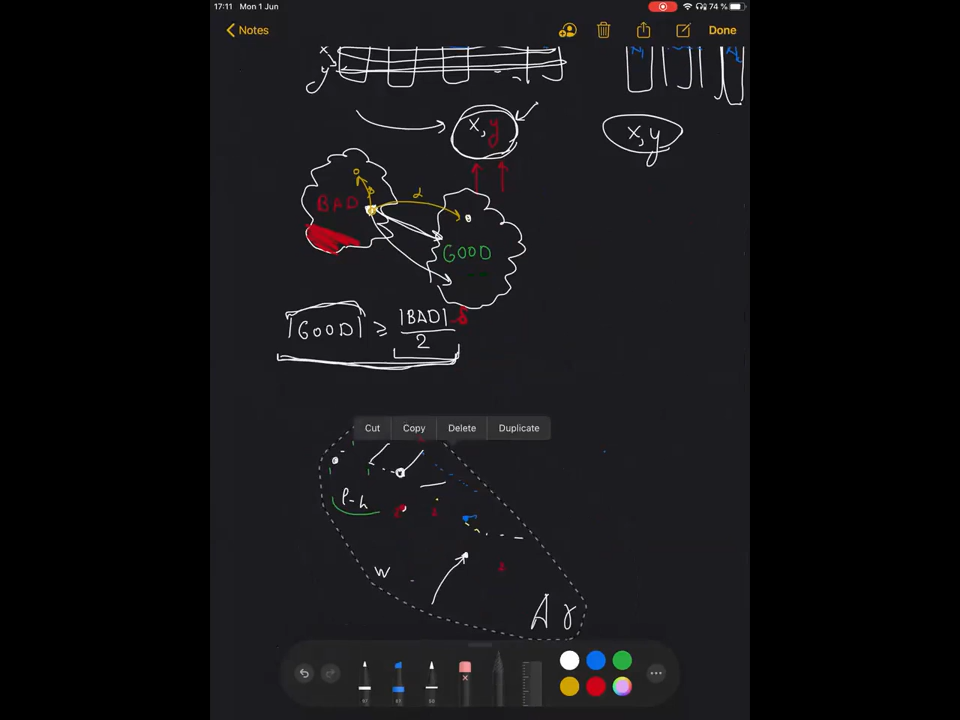 17:11 Mon 1 Jun
74 %
Notes
Done
x
y
x, y
x, y
BAD
β
α
GOOD
|GOOD| ≥ |BAD| δ
2
Cut Copy Delete Duplicate
l-h
w
A γ